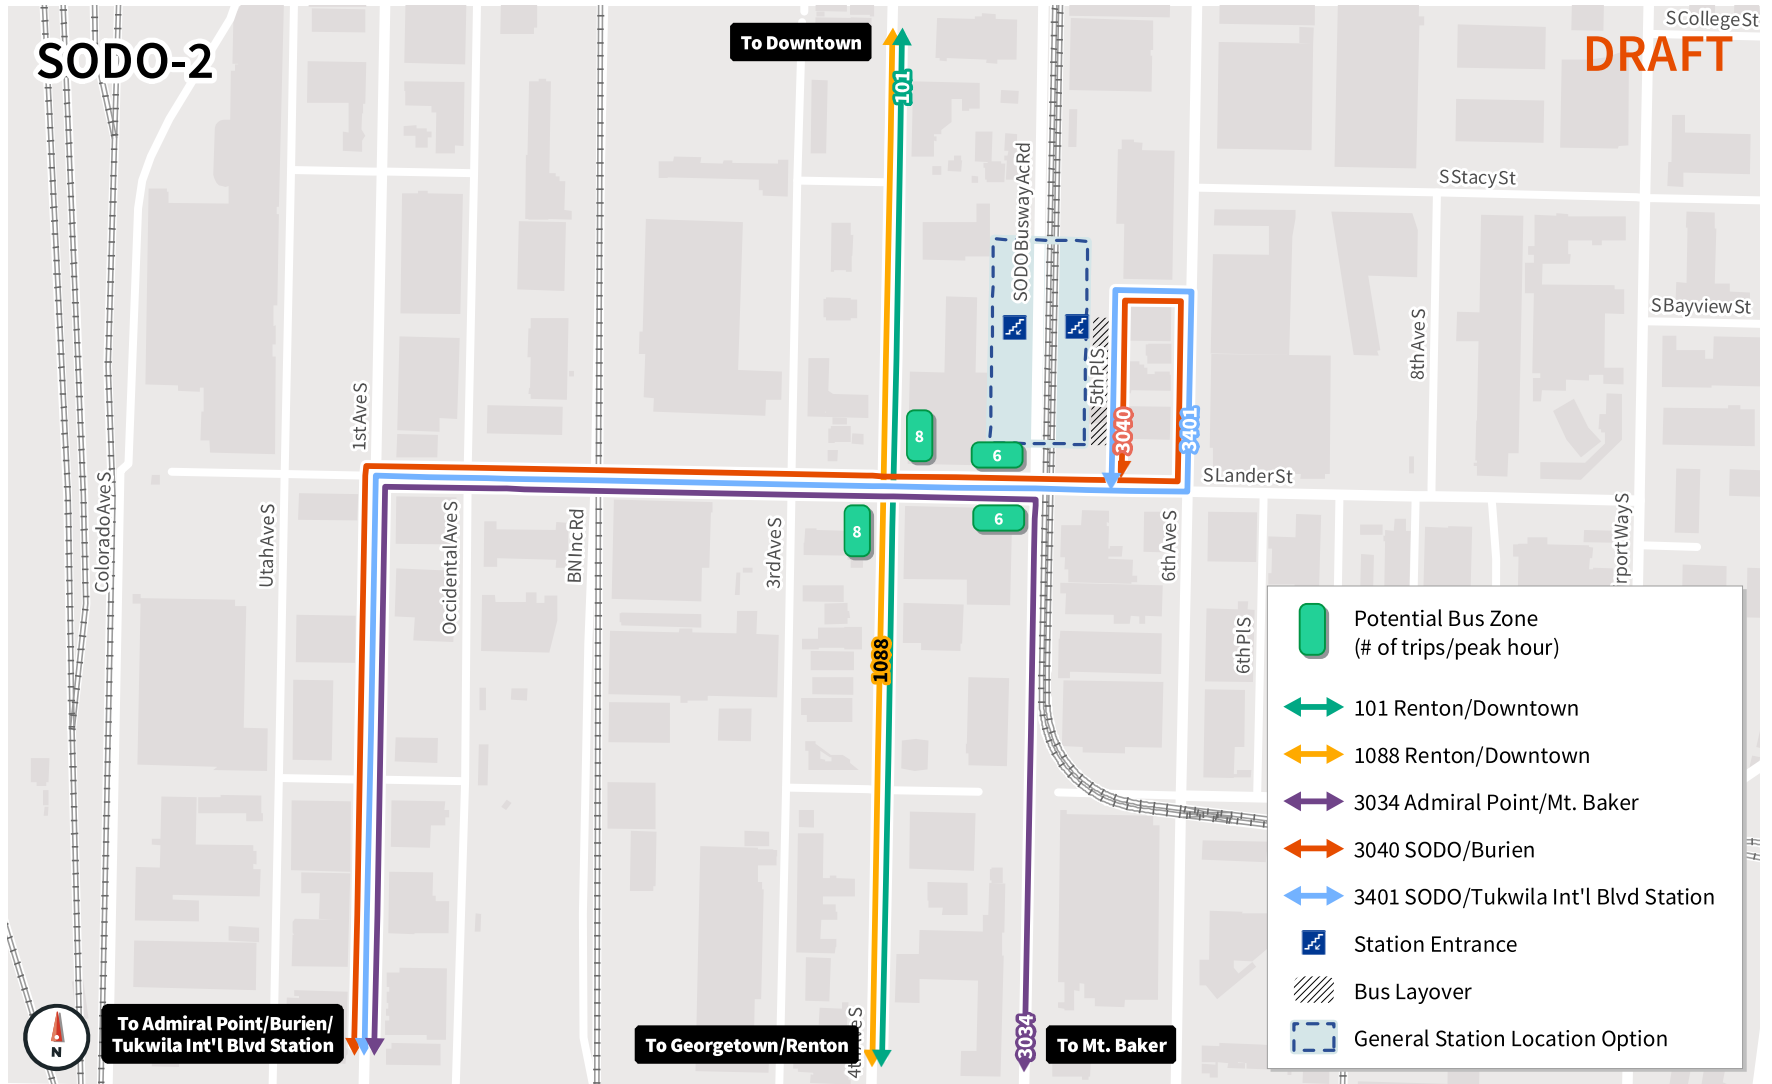 SODO-2
To Downtown
DRAFT
S College St
101
SODO Busway Ac Rd
S Stacy St
S Bayview St
8th Ave S
1st Ave S
5th Pl S
3040
3401
8
6
S Lander St
Colorado Ave S
Utah Ave S
Occidental Ave S
BN Inc Rd
3rd Ave S
8
6
6th Ave S
rport Way S
6th Pl S
1088
Potential Bus Zone
(# of trips/peak hour)
101 Renton/Downtown
1088 Renton/Downtown
3034 Admiral Point/Mt. Baker
3040 SODO/Burien
3401 SODO/Tukwila Int'l Blvd Station
Station Entrance
Bus Layover
General Station Location Option
N
To Admiral Point/Burien/
Tukwila Int'l Blvd Station
To Georgetown/Renton
3034
To Mt. Baker